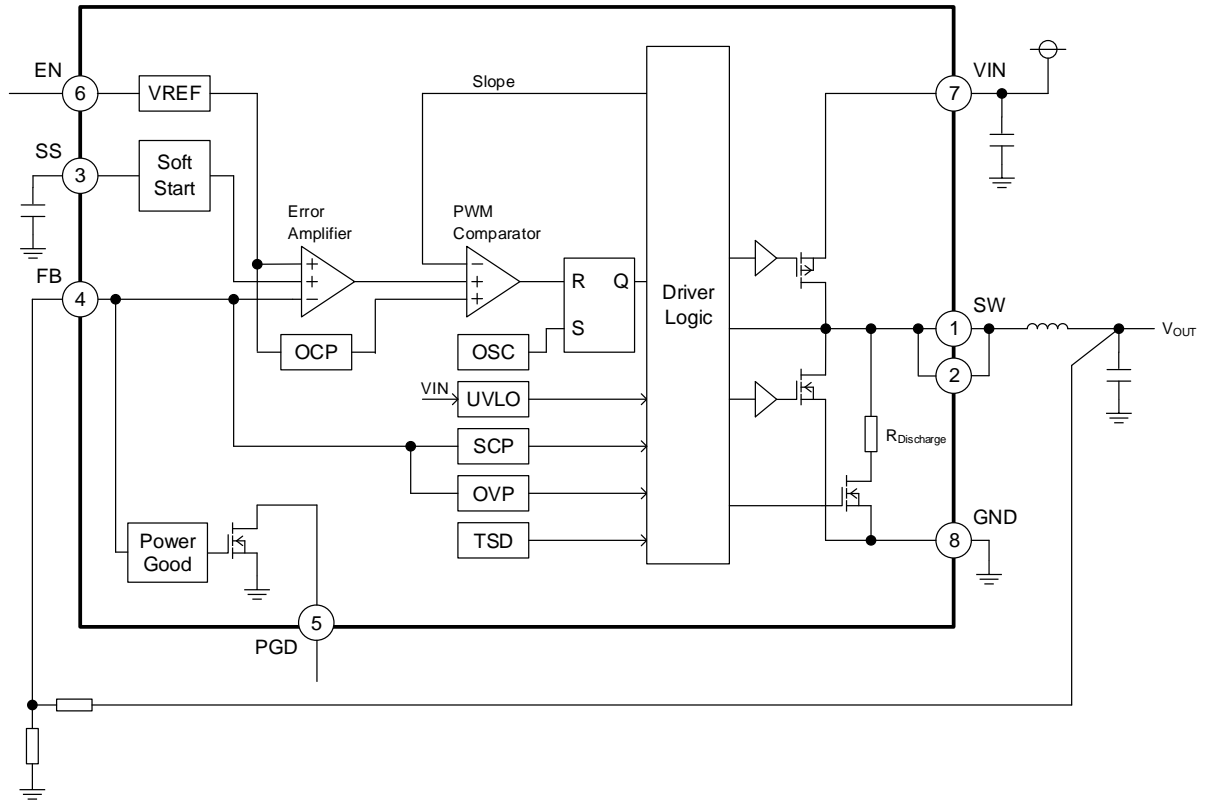 EN
6
VREF
Slope
VIN
7
SS
3
Soft
Start
Error
Amplifier
PWM
Comparator
FB
4
+
+
−
−
+
+
R
Q
S
Driver
Logic
SW
1
2
VOUT
OCP
OSC
VIN
UVLO
SCP
OVP
TSD
RDischarge
Power
Good
GND
8
5
PGD